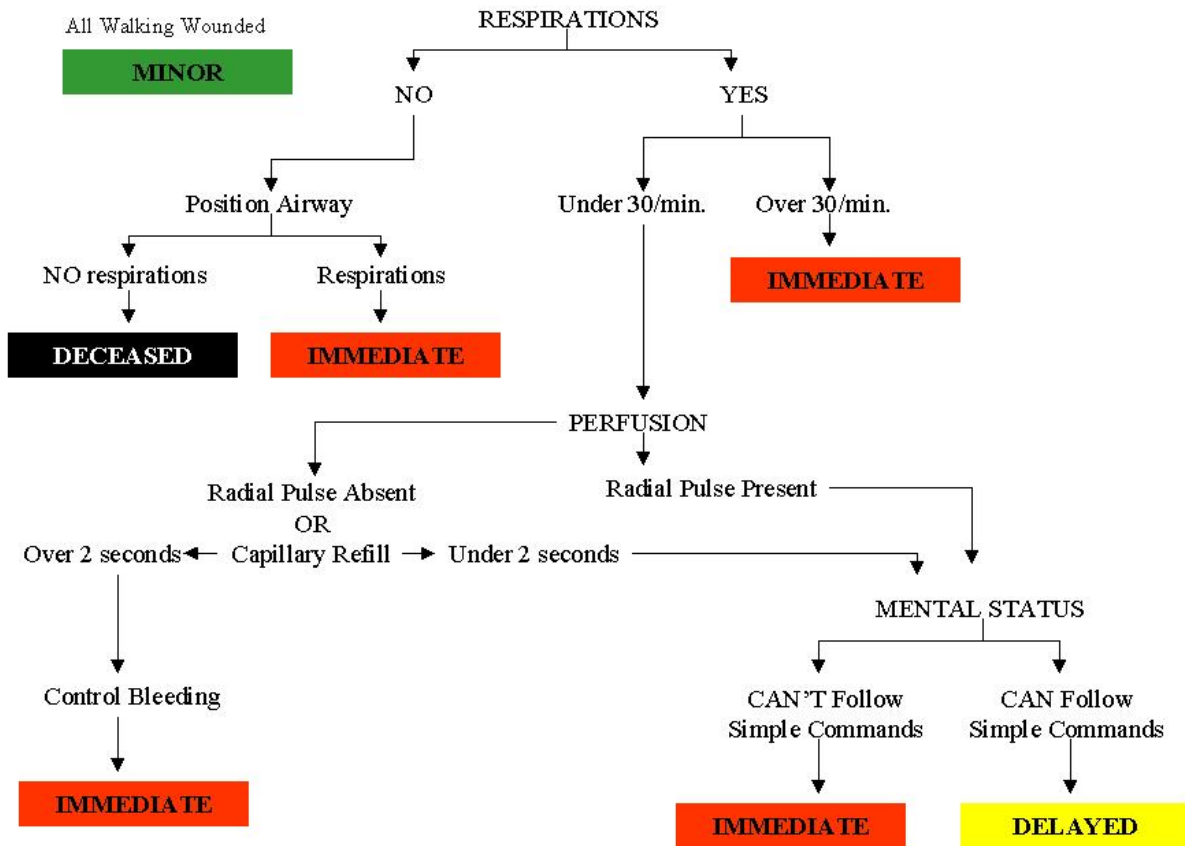 All Walking Wounded
MINOR
RESPIRATIONS
NO
YES
Position Airway
Under 30/min.
Over 30/min.
NO respirations
Respirations
IMMEDIATE
DECEASED
IMMEDIATE
PERFUSION
Radial Pulse Absent
Radial Pulse Present
OR
Over 2 seconds
Capillary Refill
Under 2 seconds
MENTAL STATUS
Control Bleeding
CAN'T Follow
Simple Commands
CAN Follow
Simple Commands
IMMEDIATE
IMMEDIATE
DELAYED